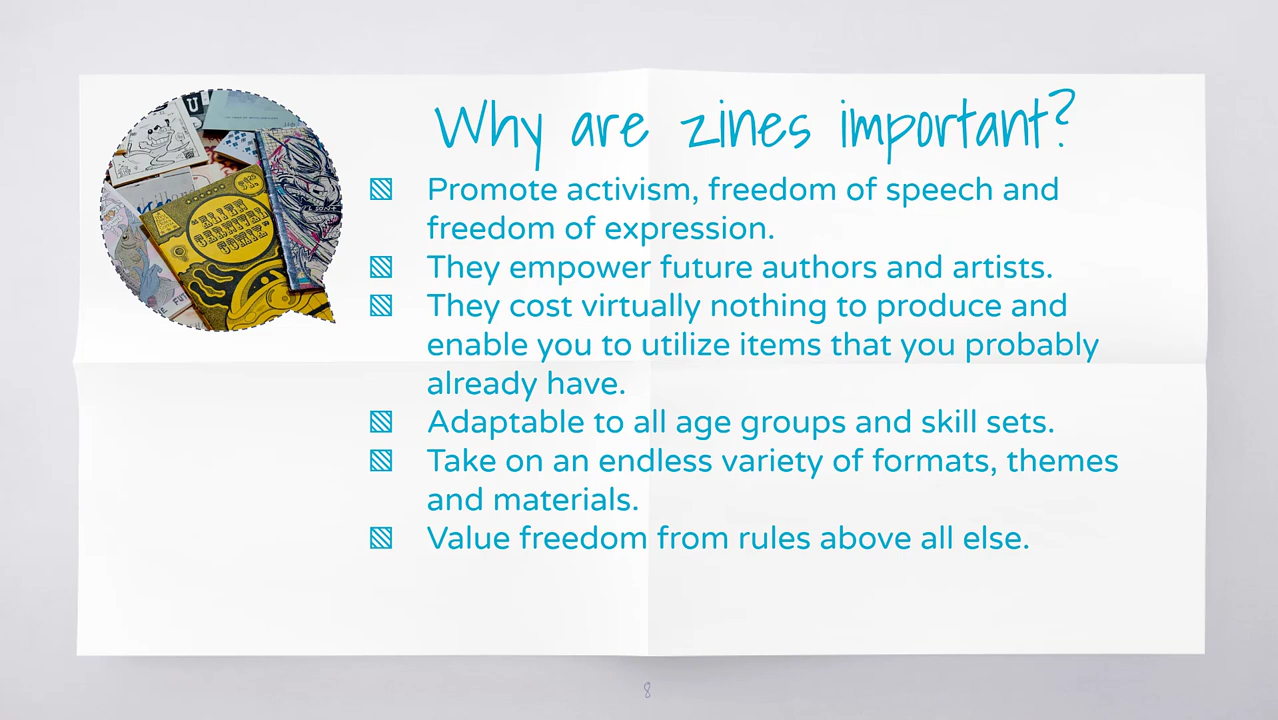 Why are zines important?
Promote activism, freedom of speech and
freedom of expression.
They empower future authors and artists.
They cost virtually nothing to produce and
enable you to utilize items that you probably
already have.
Adaptable to all age groups and skill sets.
Take on an endless variety of formats, themes
and materials.
Value freedom from rules above all else.
"ALIEN
CARNIVAL
COMIX"
8